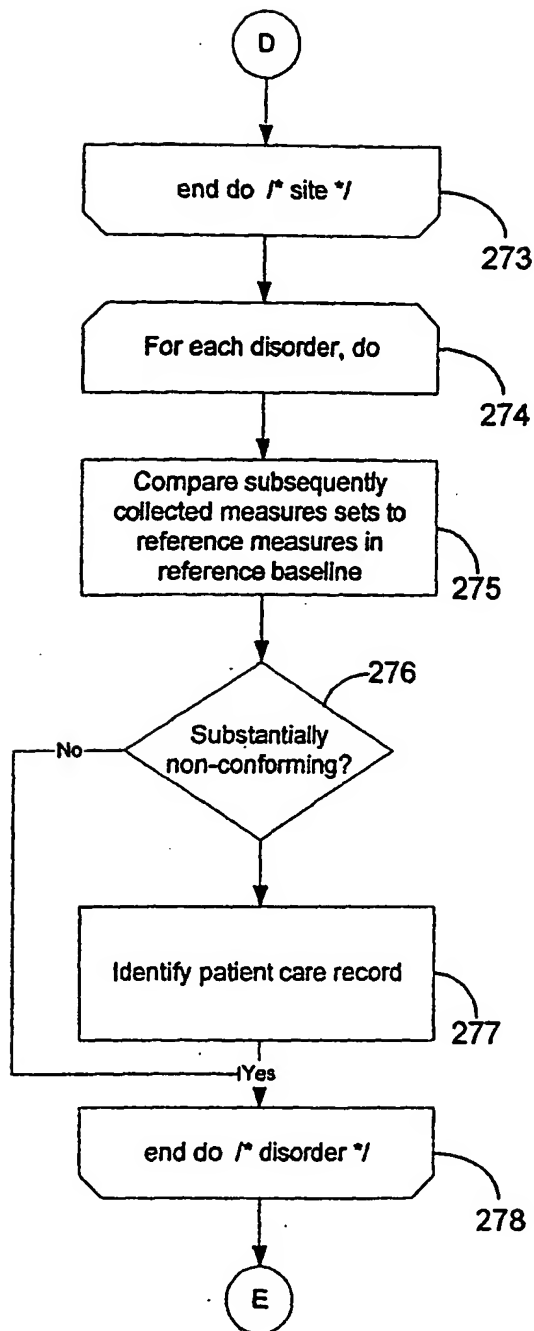 D
end do /* site */
273
For each disorder, do
274
Compare subsequently
collected measures sets to
reference measures in
reference baseline
275
276
Substantially
non-conforming?
No
Identify patient care record
277
Yes
end do /* disorder */
278
E